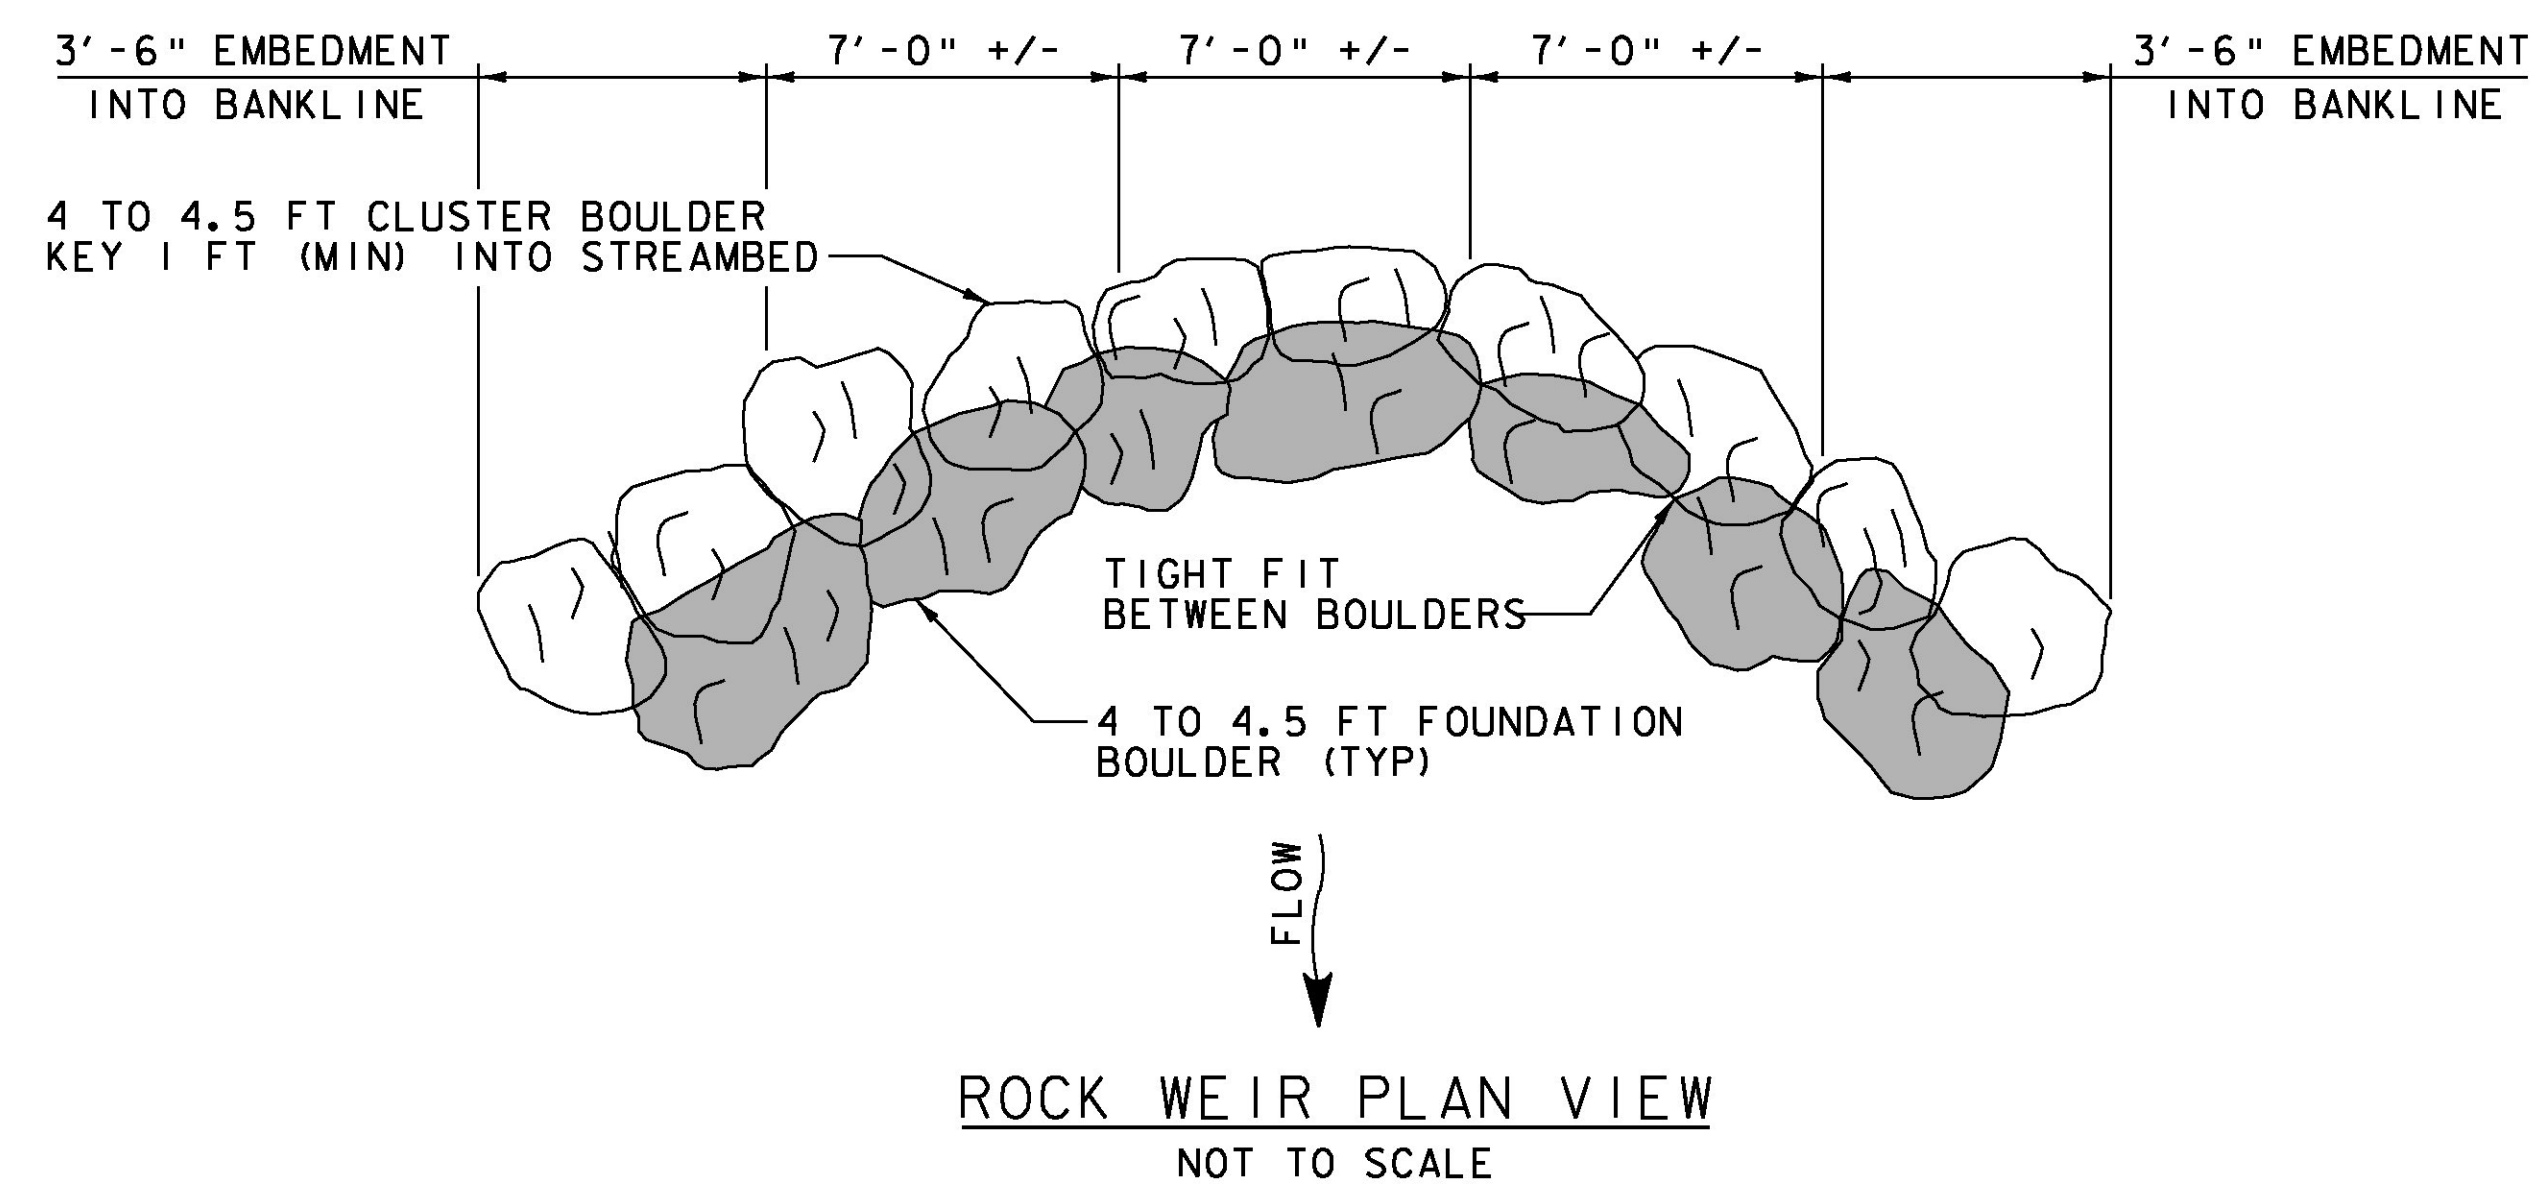 3'-6" EMBEDMENT
INTO BANKLINE
7'-0" +/-
7'-0" +/-
7'-0" +/-
3'-6" EMBEDMENT
INTO BANKLINE
4 TO 4.5 FT CLUSTER BOULDER
KEY 1 FT (MIN) INTO STREAMBED
TIGHT FIT
BETWEEN BOULDERS
4 TO 4.5 FT FOUNDATION
BOULDER (TYP)
FLOW
ROCK WEIR PLAN VIEW
NOT TO SCALE